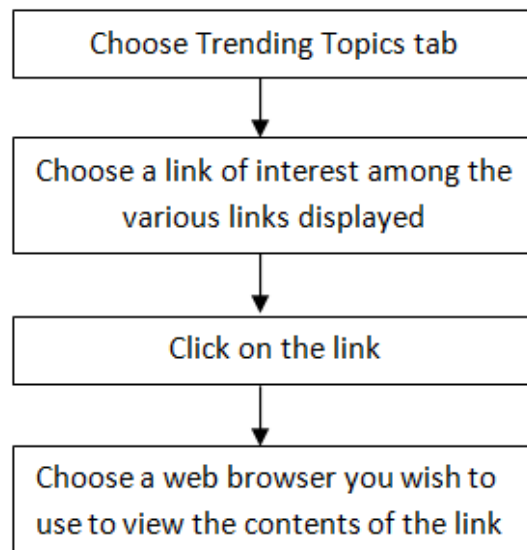 Choose Trending Topics tab
Choose a link of interest among the
various links displayed
Click on the link
Choose a web browser you wish to
use to view the contents of the link